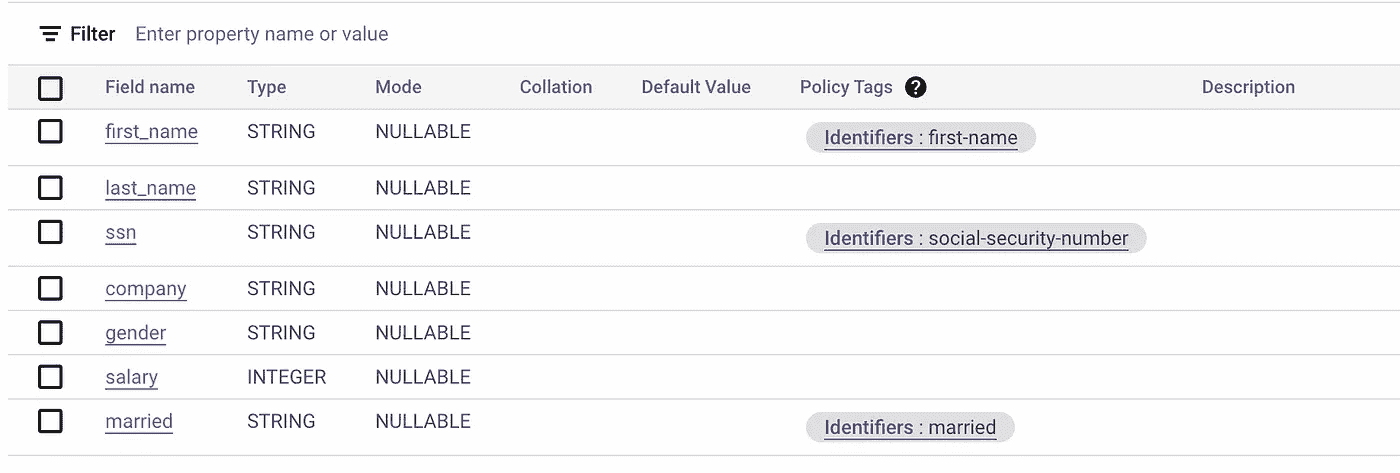 Filter Enter property name or value
Field name Type Mode Collation Default Value Policy Tags ? Description
first_name STRING NULLABLE Identifiers : first-name
last_name STRING NULLABLE
ssn STRING NULLABLE Identifiers : social-security-number
company STRING NULLABLE
gender STRING NULLABLE
salary INTEGER NULLABLE
married STRING NULLABLE Identifiers : married